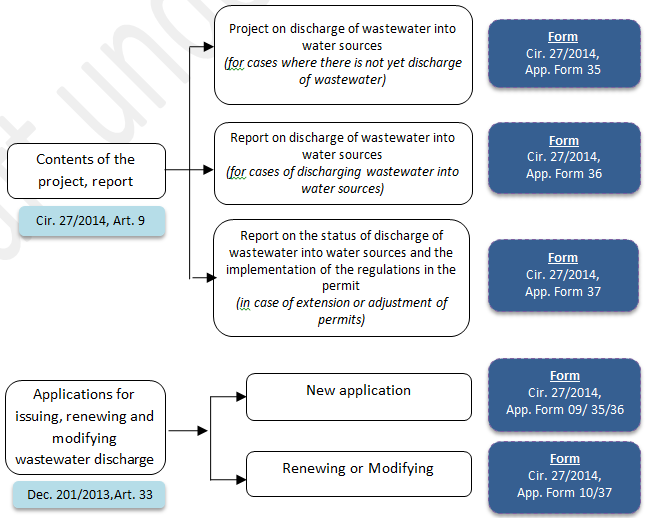 Project on discharge of wastewater into
water sources
(for cases where there is not yet discharge
of wastewater)
Form
Cir. 27/2014,
App. Form 35
Contents of the
project, report
Cir. 27/2014, Art. 9
Report on discharge of wastewater into
water sources
(for cases of discharging wastewater into
water sources)
Form
Cir. 27/2014,
App. Form 36
Report on the status of discharge of
wastewater into water sources and the
implementation of the regulations in the
permit
(in case of extension or adjustment of
permits)
Form
Cir. 27/2014,
App. Form 37
Applications for
issuing, renewing and
modifying
wastewater discharge
Dec. 201/2013,Art. 33
New application
Form
Cir. 27/2014,
App. Form 09/ 35/36
Renewing or Modifying
Form
Cir. 27/2014,
App. Form 10/37